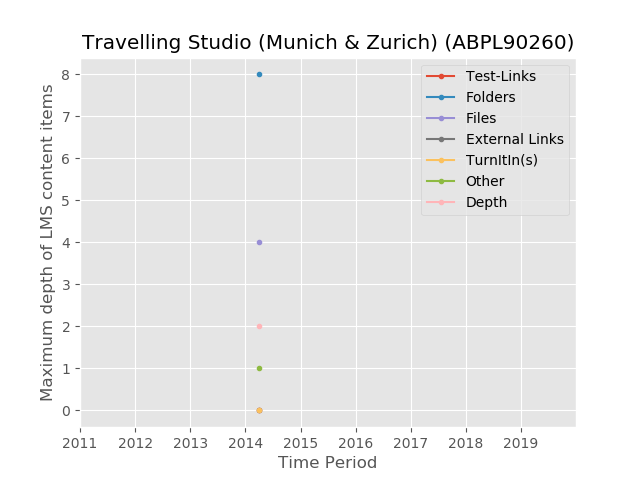 Travelling Studio (Munich & Zurich) (ABPL90260)
Maximum depth of LMS content items
8
7
6
5
4
3
2
1
0
Test-Links
Folders
Files
External Links
TurnItIn(s)
Other
Depth
2011 2012 2013 2014 2015 2016 2017 2018 2019
Time Period